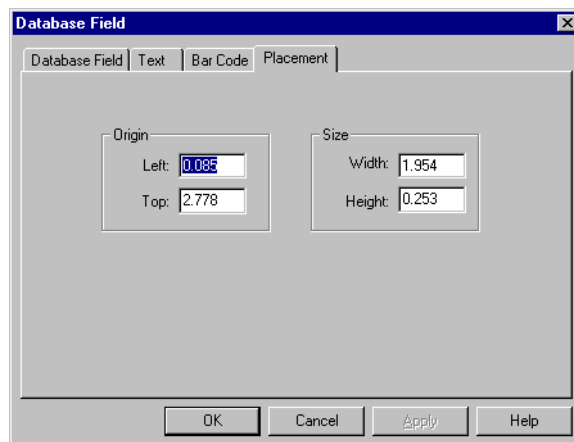 Database Field
Database Field Text Bar Code Placement
Origin Size
Left: 0.085 Width: 1.954
Top: 2.778 Height: 0.253
OK Cancel Apply Help